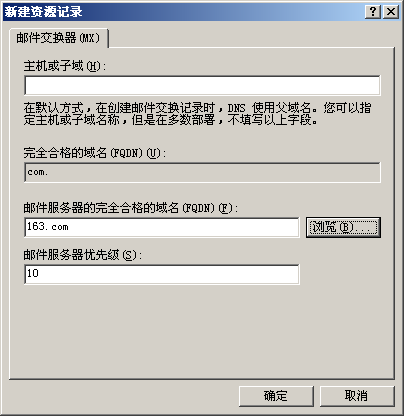 新建资源记录
邮件交换器(MX)
主机或子域(H):
在默认方式，在创建邮件交换记录时，DNS 使用父域名。您可以指
定主机或子域名称，但是在多数部署，不填写以上字段。
完全合格的域名(FQDN)(U):
com.
邮件服务器的完全合格的域名(FQDN)(F):
163.com
浏览(B)...
邮件服务器优先级(S):
10
确定
取消